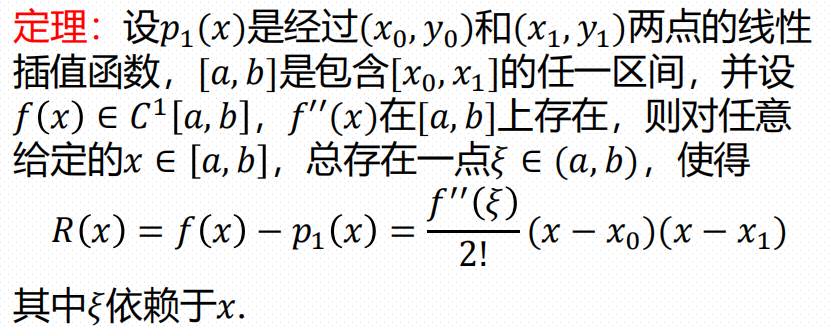 定理：设p₁(x)是经过(x₀, y₀)和(x₁, y₁)两点的线性
插值函数，[a, b]是包含[x₀, x₁]的任一区间，并设
f(x) ∈ C¹[a, b]，f′′(x)在[a, b]上存在，则对任意
给定的x ∈ [a, b]，总存在一点ξ ∈ (a, b)，使得
R(x) = f(x) − p₁(x) = f′′(ξ)/2! (x − x₀)(x − x₁)
其中ξ依赖于x.